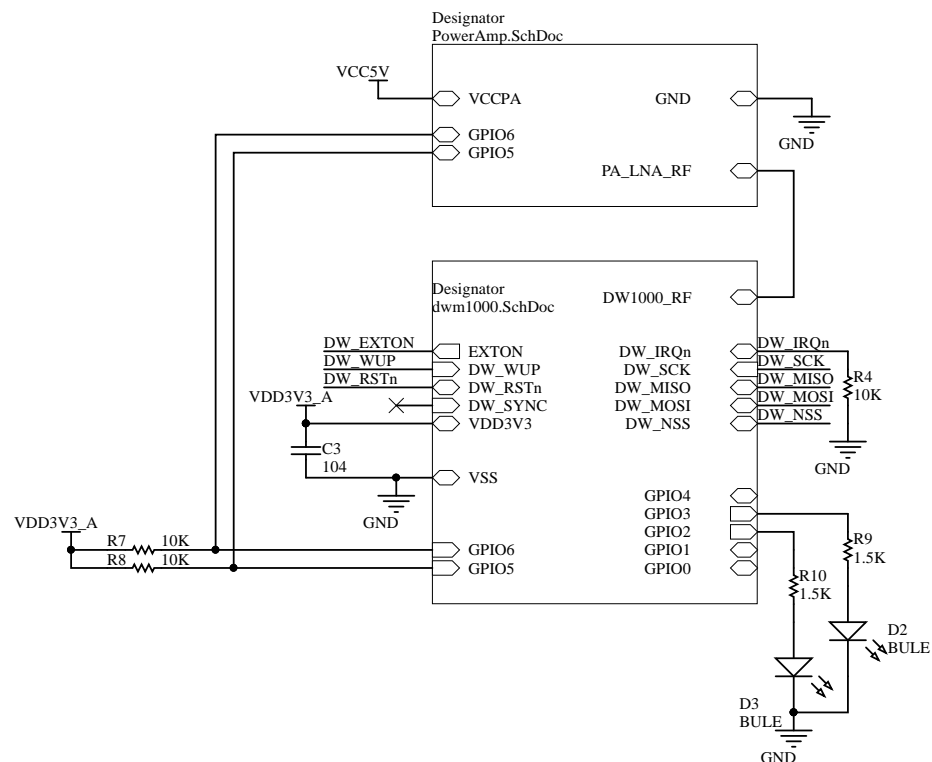 Designator
PowerAmp.SchDoc
VCC5V
VCCPA GND
GPIO6
GPIO5
GND
PA_LNA_RF
Designator
dwm1000.SchDoc
DW1000_RF
DW_EXTON EXTON DW_IRQn DW_IRQn
DW_WUP DW_WUP DW_SCK DW_SCK
DW_RSTn DW_RSTn DW_MISO DW_MISO R4
VDD3V3_A DW_SYNC DW_MOSI DW_MOSI 10K
VDD3V3 DW_NSS DW_NSS
C3
104
VSS
GND
GND
GPIO4
GPIO3
GPIO2
VDD3V3_A
R7 10K GPIO6 GPIO1 R9
1.5K
R8 10K GPIO5 GPIO0 R10
1.5K
D2
BULE
D3
BULE
GND